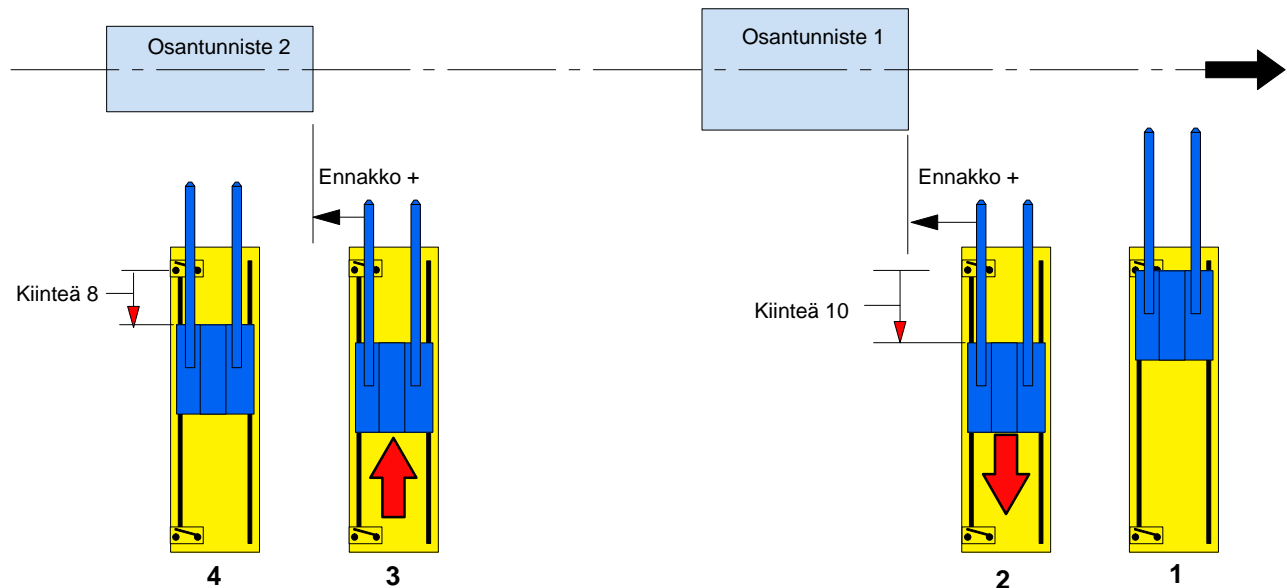 Osantunniste 2
Osantunniste 1
Ennakko +
Ennakko +
Kiinteä 8
Kiinteä 10
4
3
2
1